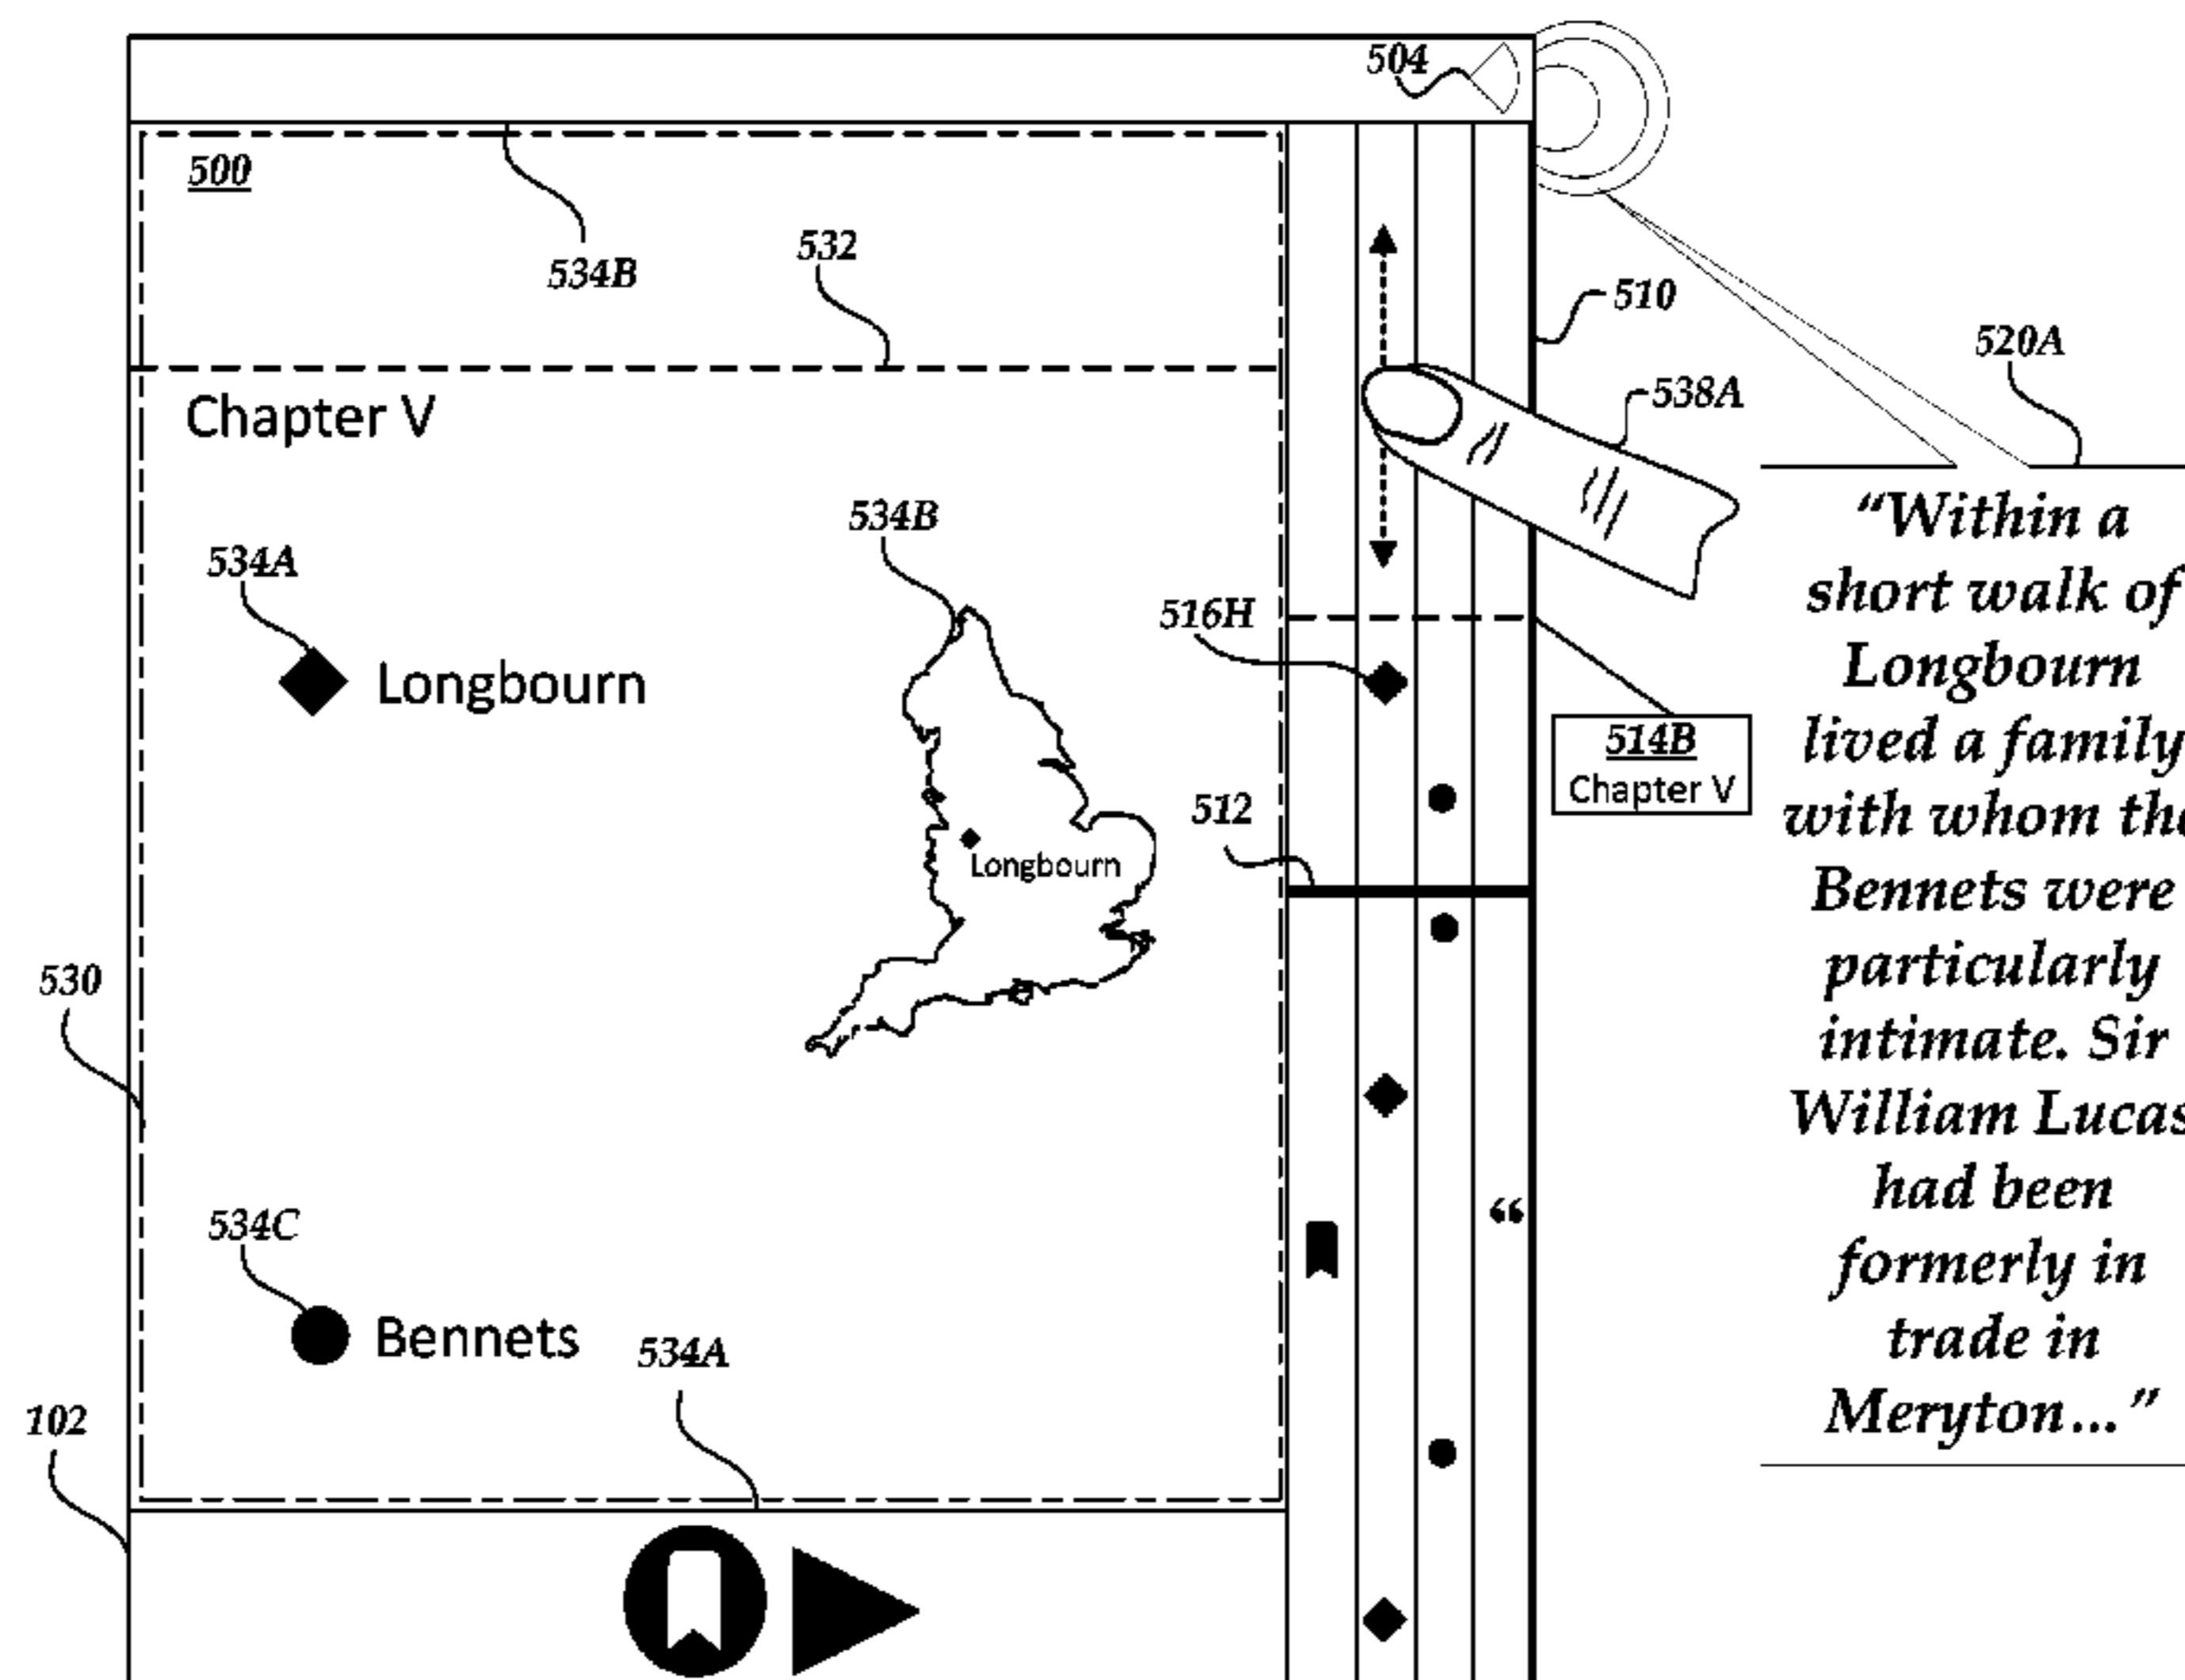 504
500
534B
532
510
520A
538A
Chapter V
534B
534A
516H
Longbourn
514B
Chapter V
512
Longbourn
530
534C
“
Bennets
534A
102
“Within a
short walk of
Longbourn
lived a family
with whom the
Bennets were
particularly
intimate. Sir
William Lucas
had been
formerly in
trade in
Meryton...”